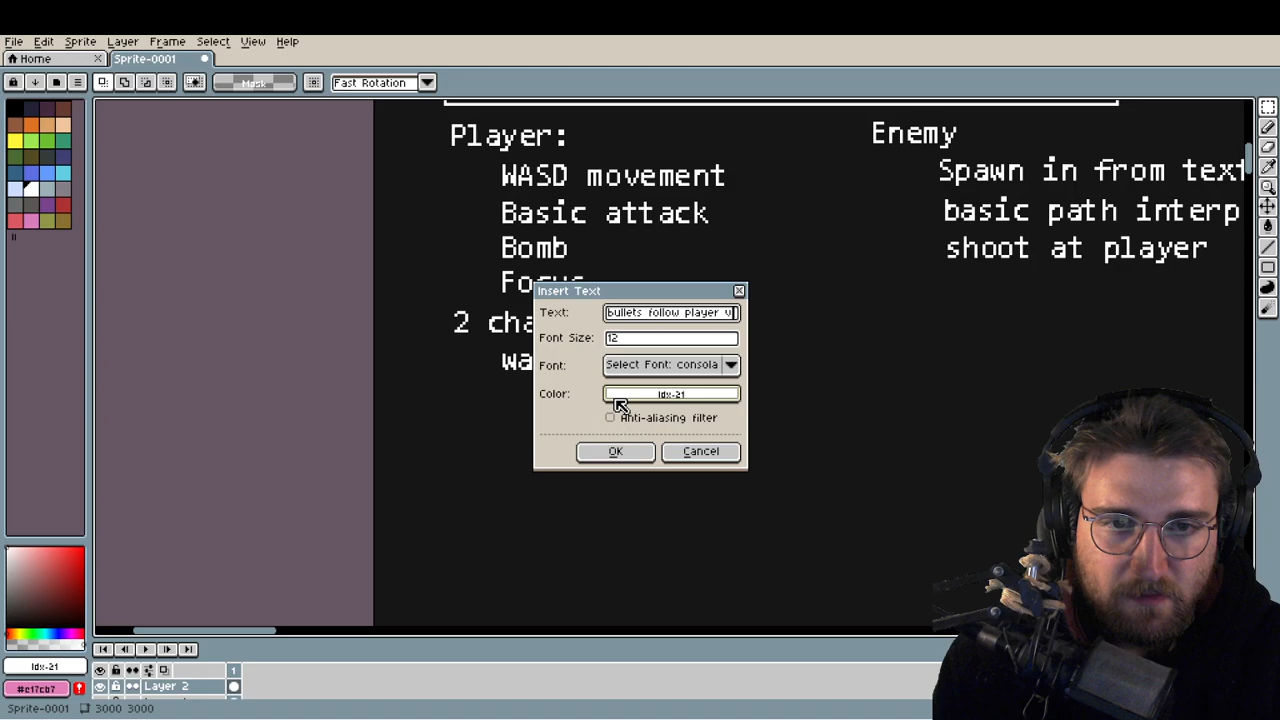 File Edit Sprite Layer Frame Select View Help
Home Sprite-0001
Mask Fast Rotation
Player: Enemy
WASD movement Spawn in from text
Basic attack basic path interp
Bomb shoot at player
Focus
2 cha
wa
Insert Text
Text: bullets follow player v
Font Size: 12
Font: Select Font: consola
Color: Idx-21
Anti-aliasing filter
OK Cancel
Idx-21 1
#c17cb7 Layer 2
Sprite-0001 3000 3000